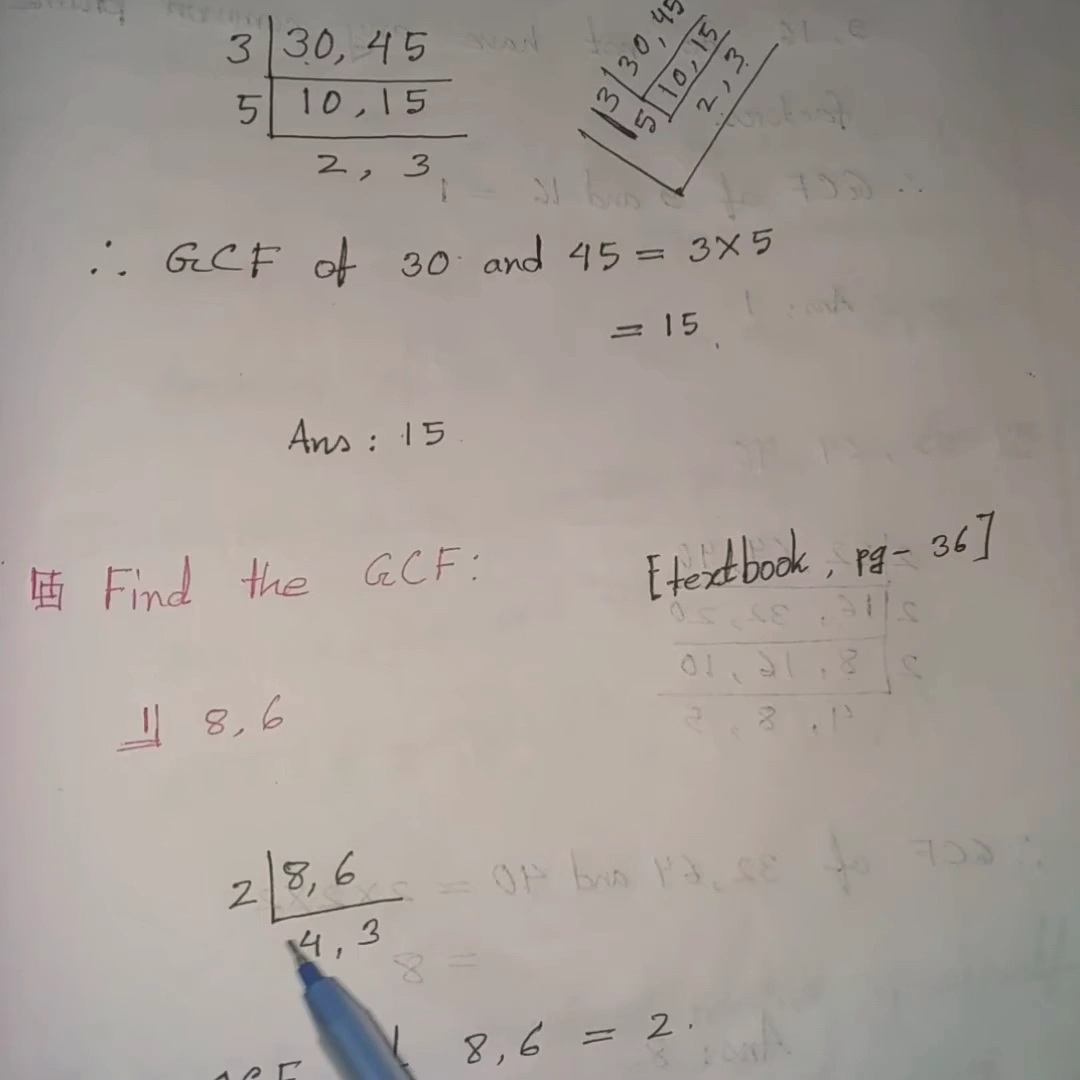 3 | 30, 45
5 | 10, 15
2, 3
3 | 30, 45
5 | 10, 15
2, 3
∴ GCF of 30 and 45 = 3×5
= 15
Ans: 15
Find the GCF: [textbook, pg- 36]
1) 8, 6
2 | 8, 6
4, 3
GCF 8, 6 = 2.